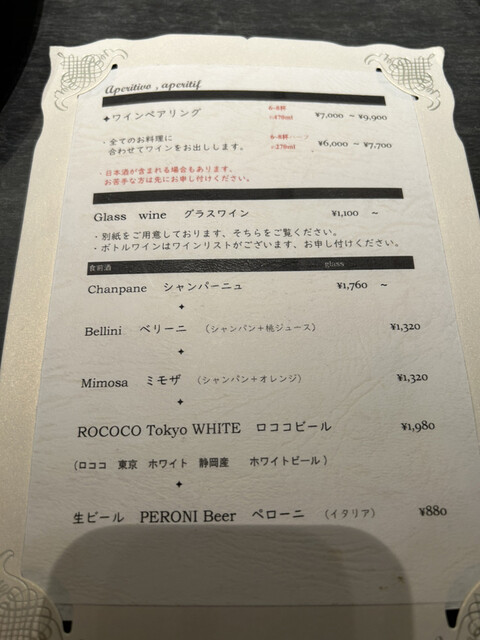 Aperitivo , aperitif
✦ワインペアリング 6~8杯 ≒470ml ¥7,000 ~ ¥9,900
・全てのお料理に
合わせてワインをお出しします。 ≒270ml ¥6,000 ~ ¥7,700
・日本酒が含まれる場合もあります、
お苦手な方は先にお申し付けください。
Glass wine グラスワイン ¥1,100 ~
・別紙をご用意しております、そちらをご覧ください。
・ボトルワインはワインリストがございます、お申し付けください。
食前酒 glass
Chanpane シャンパーニュ ¥1,760 ~
✦
Bellini ベリーニ （シャンパン+桃ジュース） ¥1,320
✦
Mimosa ミモザ （シャンパン+オレンジ） ¥1,320
✦
ROCOCO Tokyo WHITE ロココビール ¥1,980
(ロココ 東京 ホワイト 静岡産 ホワイトビール)
✦
生ビール PERONI Beer ペローニ （イタリア） ¥880